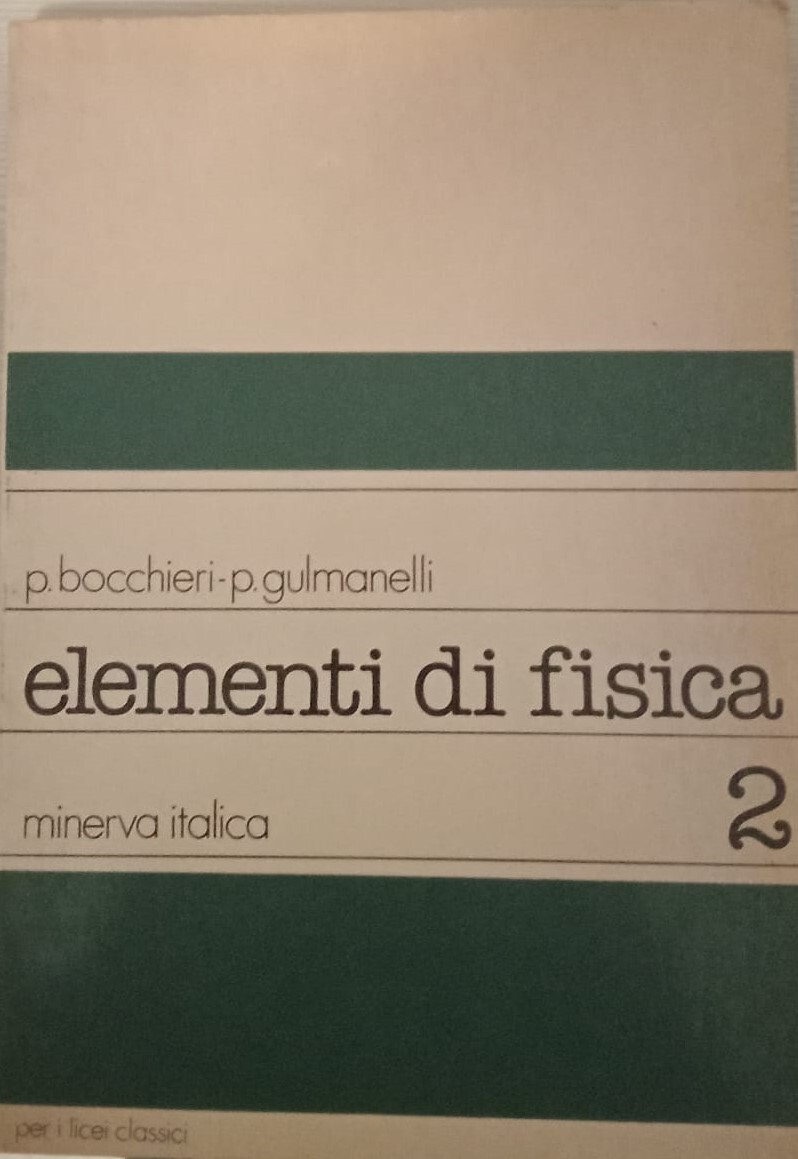 p. bocchieri-p. gulmanelli
elementi di fisica
2
minerva italica
per i licei classici